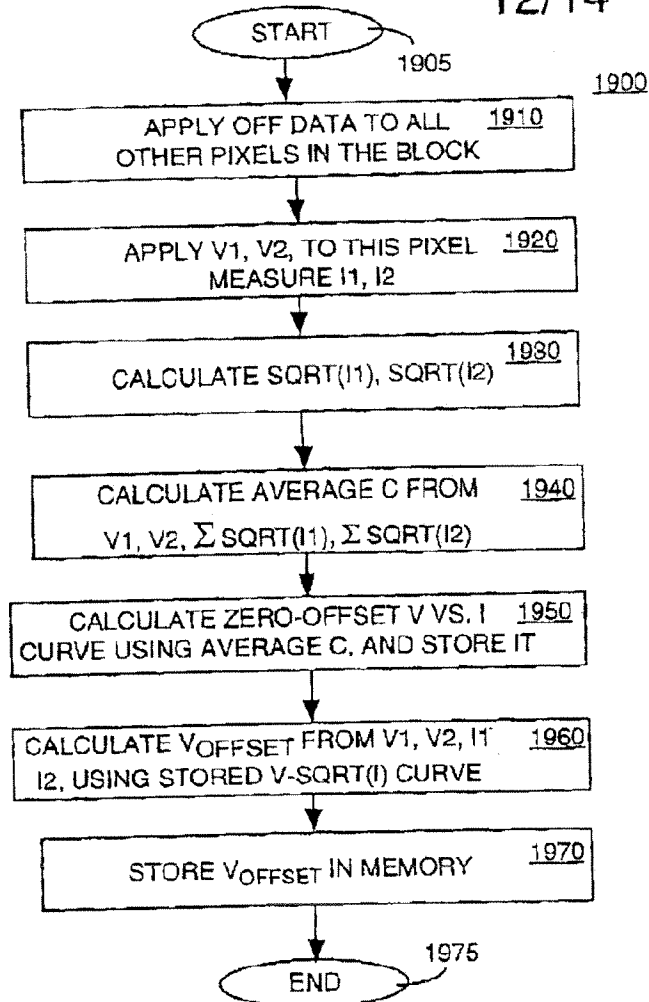 12/14
START
1905
1900
APPLY OFF DATA TO ALL 1910
OTHER PIXELS IN THE BLOCK
APPLY V1, V2, TO THIS PIXEL 1920
MEASURE I1, I2
CALCULATE SQRT(I1), SQRT(I2) 1930
CALCULATE AVERAGE C FROM 1940
V1, V2, Σ SQRT(I1), Σ SQRT(I2)
CALCULATE ZERO-OFFSET V VS. I 1950
CURVE USING AVERAGE C, AND STORE IT
CALCULATE VOFFSET FROM V1, V2, I1 1960
I2, USING STORED V-SQRT(I) CURVE
STORE VOFFSET IN MEMORY 1970
1975
END